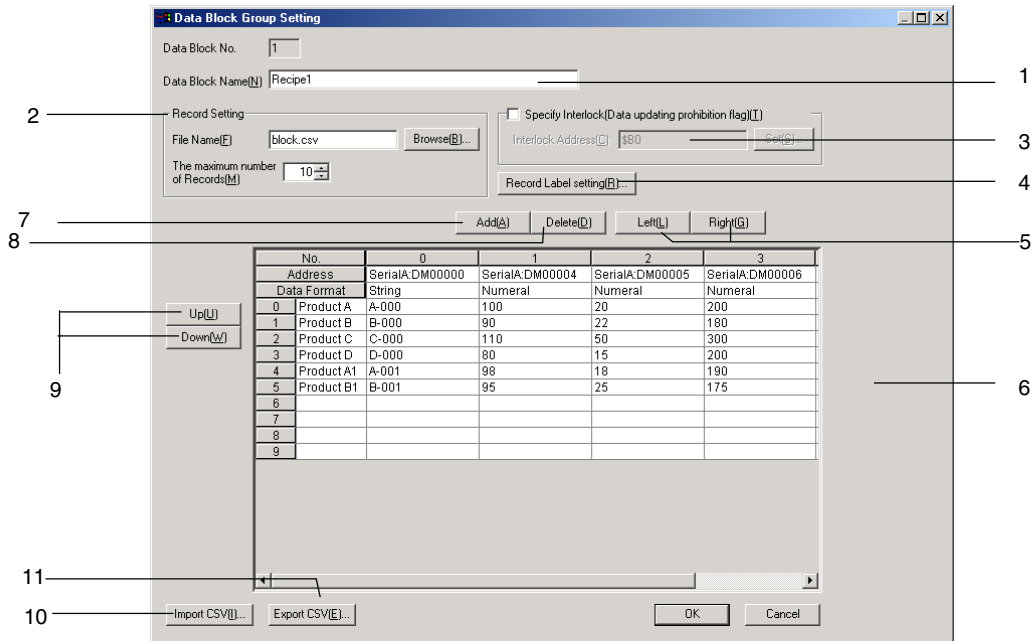 Data Block Group Setting
Data Block No. 1
Data Block Name(N) Recipe1 1
2 Record Setting Specify Interlock(Data updating prohibition flag)(T)
File Name(F) block.csv Browse(B)... Interlock Address(C) $B0 Set(S)... 3
The maximum number of Records(M) 10
Record Label setting(R)... 4
7 Add(A) Delete(D) Left(L) Right(G) 5
8
No. 0 1 2 3
Address SerialA:DM00000 SerialA:DM00004 SerialA:DM00005 SerialA:DM00006
Data Format String Numeral Numeral Numeral
0 Product A A-000 100 20 200
1 Product B B-000 90 22 180
2 Product C C-000 110 50 300
3 Product D D-000 80 15 200
4 Product A1 A-001 98 18 190
5 Product B1 B-001 95 25 175
6
7
8
9
Up(U)
Down(W)
9
6
11
10 Import CSV(I)... Export CSV(E)... OK Cancel